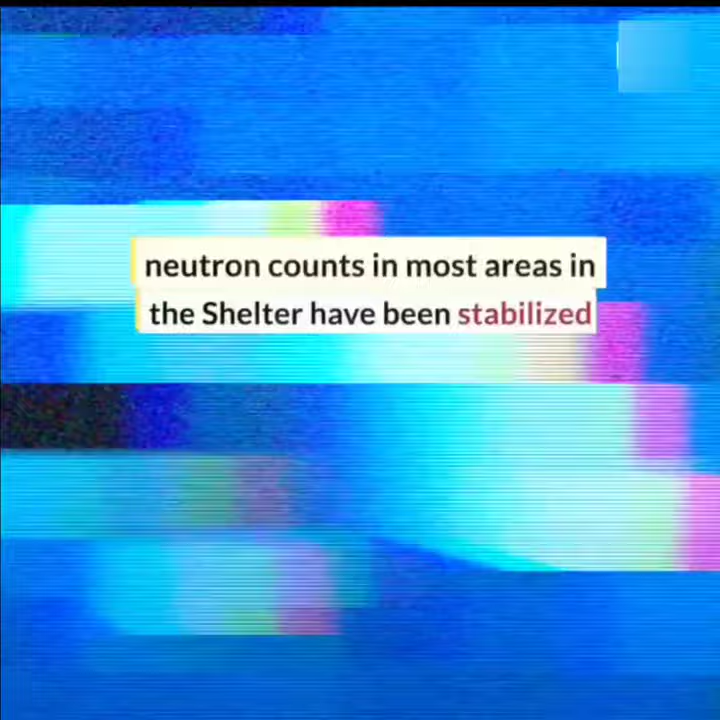 neutron counts in most areas in
the Shelter have been stabilized